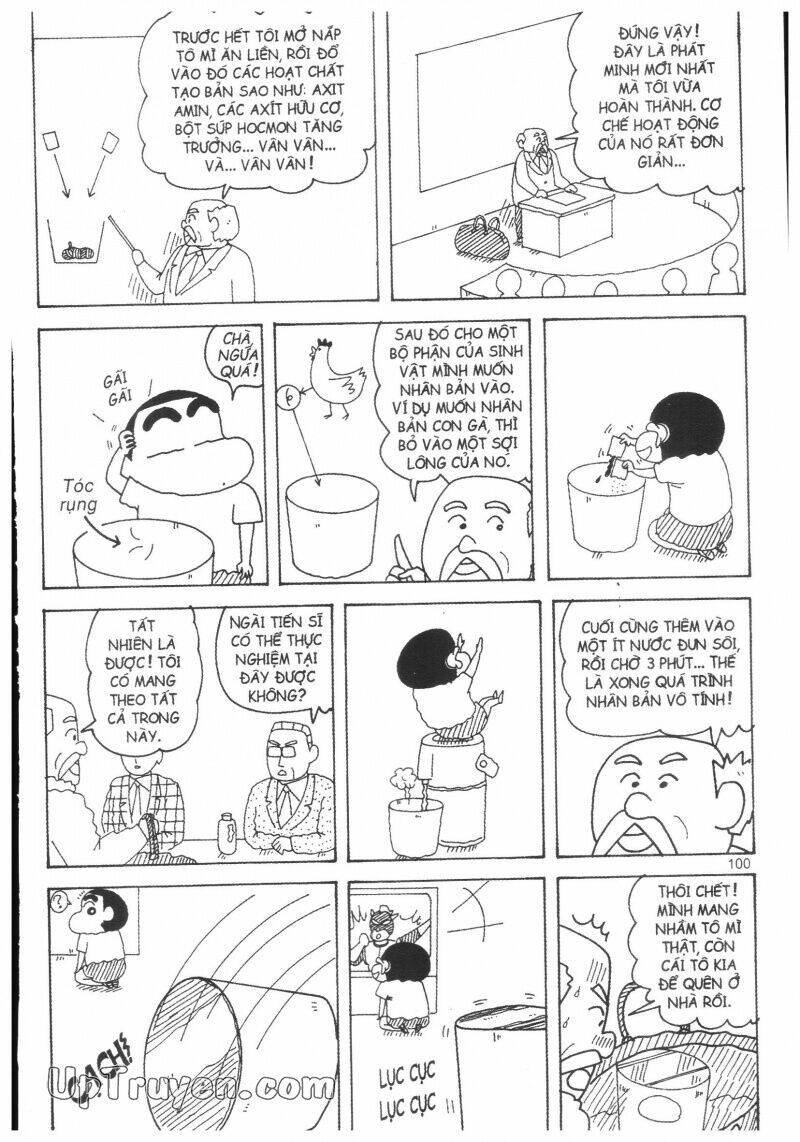 ĐÚNG VẬY!
ĐÂY LÀ PHÁT
MINH MỚI NHẤT
MÀ TÔI VỪA
HOÀN THÀNH. CƠ
CHẾ HOẠT ĐỘNG
CỦA NÓ RẤT ĐƠN
GIẢN...
TRƯỚC HẾT TÔI MỞ NẮP
TÔ MÌ ĂN LIỀN, RỒI ĐỔ
VÀO ĐÓ CÁC HOẠT CHẤT
TẠO BẢN SAO NHƯ: AXIT
AMIN, CÁC AXÍT HỮU CƠ,
BỘT SÚP HOCMON TĂNG
TRƯỞNG... VÂN VÂN...
VÀ... VÂN VÂN!
SAU ĐÓ CHO MỘT
BỘ PHẬN CỦA SINH
VẬT MÌNH MUỐN
NHÂN BẢN VÀO.
VÍ DỤ MUỐN NHÂN
BẢN CON GÀ, THÌ
BỎ VÀO MỘT SỢI
LÔNG CỦA NÓ.
CHÀ,
NGỨA
QUÁ!
GÃI
GÃI
Tóc
rụng
CUỐI CÙNG THÊM VÀO
MỘT ÍT NƯỚC ĐUN SÔI,
RỒI CHỜ 3 PHÚT... THẾ
LÀ XONG QUÁ TRÌNH
NHÂN BẢN VÔ TÍNH!
NGÀI TIẾN SĨ
CÓ THỂ THỰC
NGHIỆM TẠI
ĐÂY ĐƯỢC
KHÔNG?
TẤT
NHIÊN LÀ
ĐƯỢC! TÔI
CÓ MANG
THEO TẤT
CẢ TRONG
NÀY.
100
THÔI CHẾT!
MÌNH MANG
NHẦM TÔ MÌ
THẬT, CÒN
CÁI TÔ KIA
ĐỂ QUÊN Ở
NHÀ RỒI.
LỤC CỤC
LỤC CỤC
?
CẠCH!
UpTruyen.com